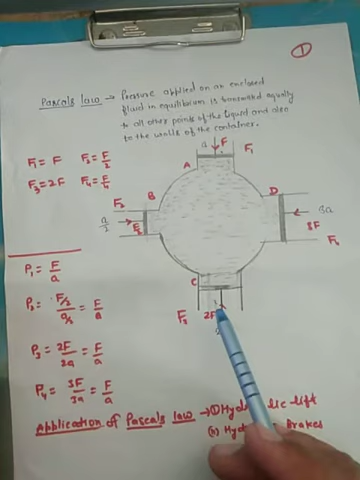 ①
Pascals law → Pressure applied on an enclosed
fluid in equilibrium is transmitted equally
to all other points of the liquid and also
to the walls of the container.
F₁ = F F₂ = F/2
F₃ = 2F F₄ = F/4
a F F₁
A
F₂ B D
a/2 F/2 3a
3F
F₄
P₁ = F/a
P₂ = F/2 / a/2 = F/a
C
F₃ 2F
P₃ = 2F/2a = F/a
P₄ = 3F/3a = F/a
Application of Pascals law → (i) Hydraulic lift
(ii) Brakes